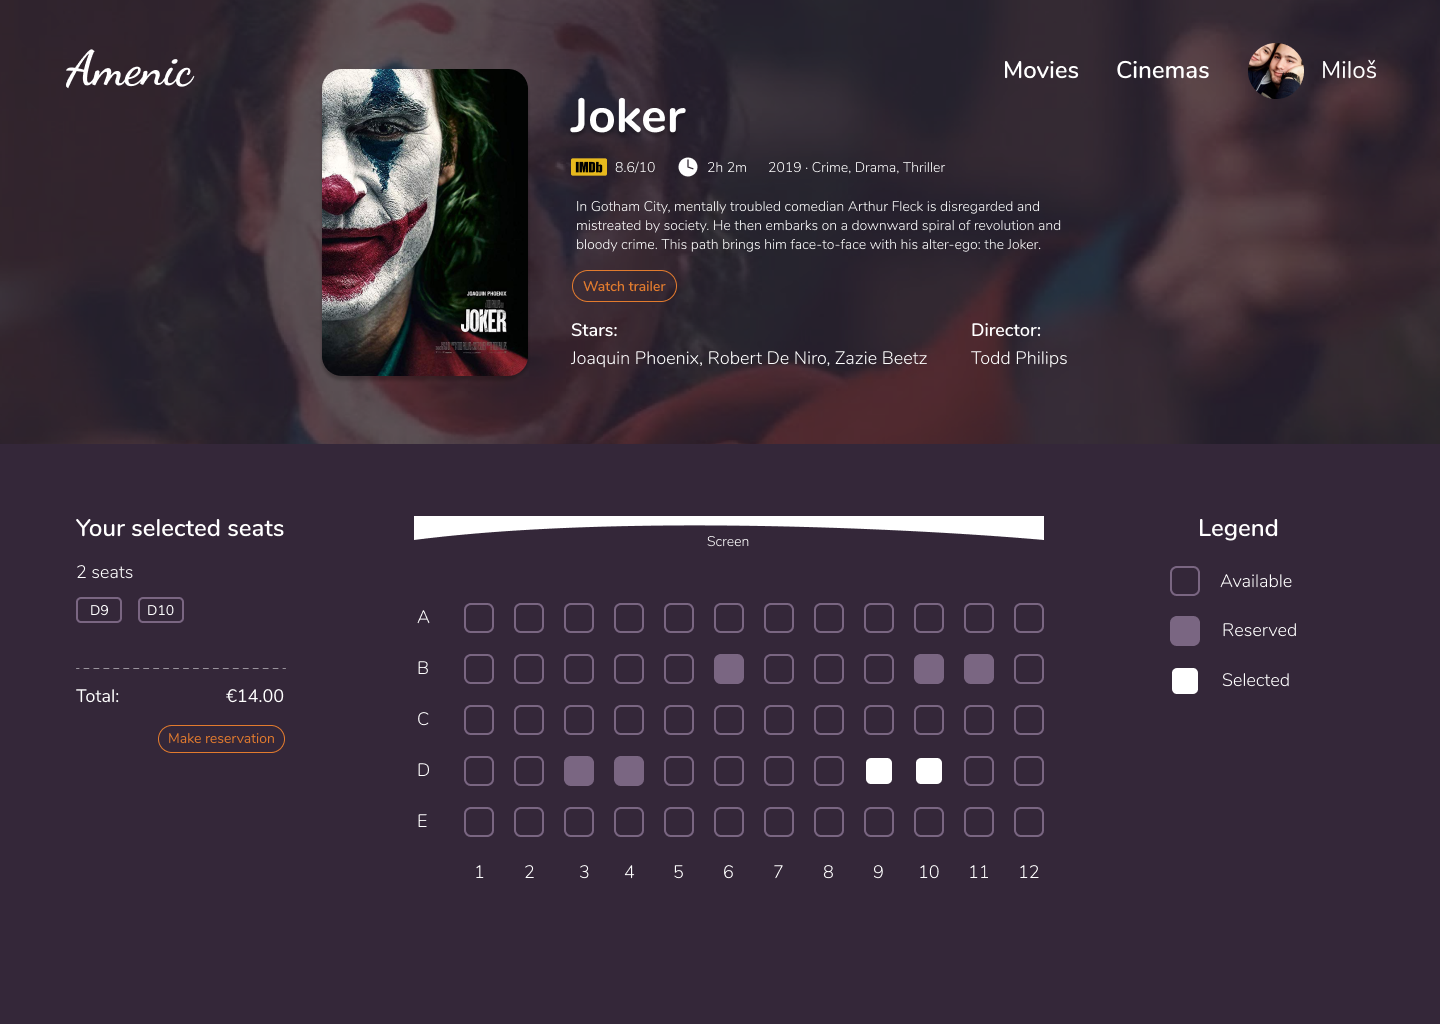 Amenic
Movies
Cinemas
Miloš
JOAQUIN PHOENIX
JOKER
Joker
IMDb 8.6/10
2h 2m
2019 · Crime, Drama, Thriller
In Gotham City, mentally troubled comedian Arthur Fleck is disregarded and
mistreated by society. He then embarks on a downward spiral of revolution and
bloody crime. This path brings him face-to-face with his alter-ego: the Joker.
Watch trailer
Stars:
Joaquin Phoenix, Robert De Niro, Zazie Beetz
Director:
Todd Philips
Your selected seats
2 seats
D9 D10
Total: €14.00
Make reservation
Screen
A
B
C
D
E
1 2 3 4 5 6 7 8 9 10 11 12
Legend
Available
Reserved
Selected